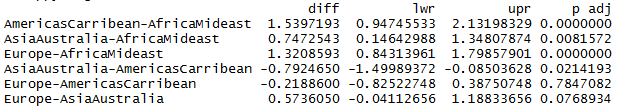 diff lwr upr p adj
AmericasCarribean-AfricaMideast 1.5397193 0.94745533 2.13198329 0.0000000
AsiaAustralia-AfricaMideast 0.7472543 0.14642988 1.34807874 0.0081572
Europe-AfricaMideast 1.3208593 0.84313961 1.79857901 0.0000000
AsiaAustralia-AmericasCarribean -0.7924650 -1.49989372 -0.08503628 0.0214193
Europe-AmericasCarribean -0.2188600 -0.82522748 0.38750748 0.7847082
Europe-AsiaAustralia 0.5736050 -0.04112656 1.18833656 0.0768934